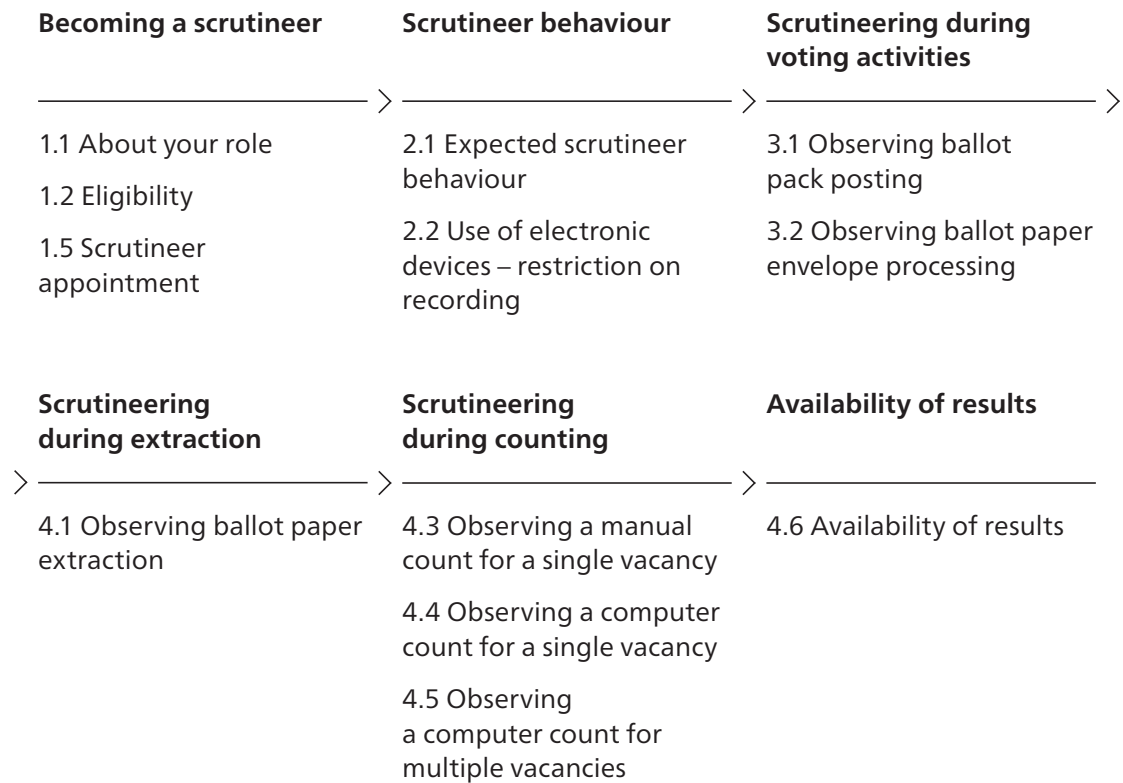 Becoming a scrutineer
1.1 About your role
1.2 Eligibility
1.5 Scrutineer
appointment
Scrutineer behaviour
2.1 Expected scrutineer
behaviour
2.2 Use of electronic
devices – restriction on
recording
Scrutineering during
voting activities
3.1 Observing ballot
pack posting
3.2 Observing ballot paper
envelope processing
Scrutineering
during extraction
4.1 Observing ballot paper
extraction
Scrutineering
during counting
4.3 Observing a manual
count for a single vacancy
4.4 Observing a computer
count for a single vacancy
4.5 Observing
a computer count for
multiple vacancies
Availability of results
4.6 Availability of results